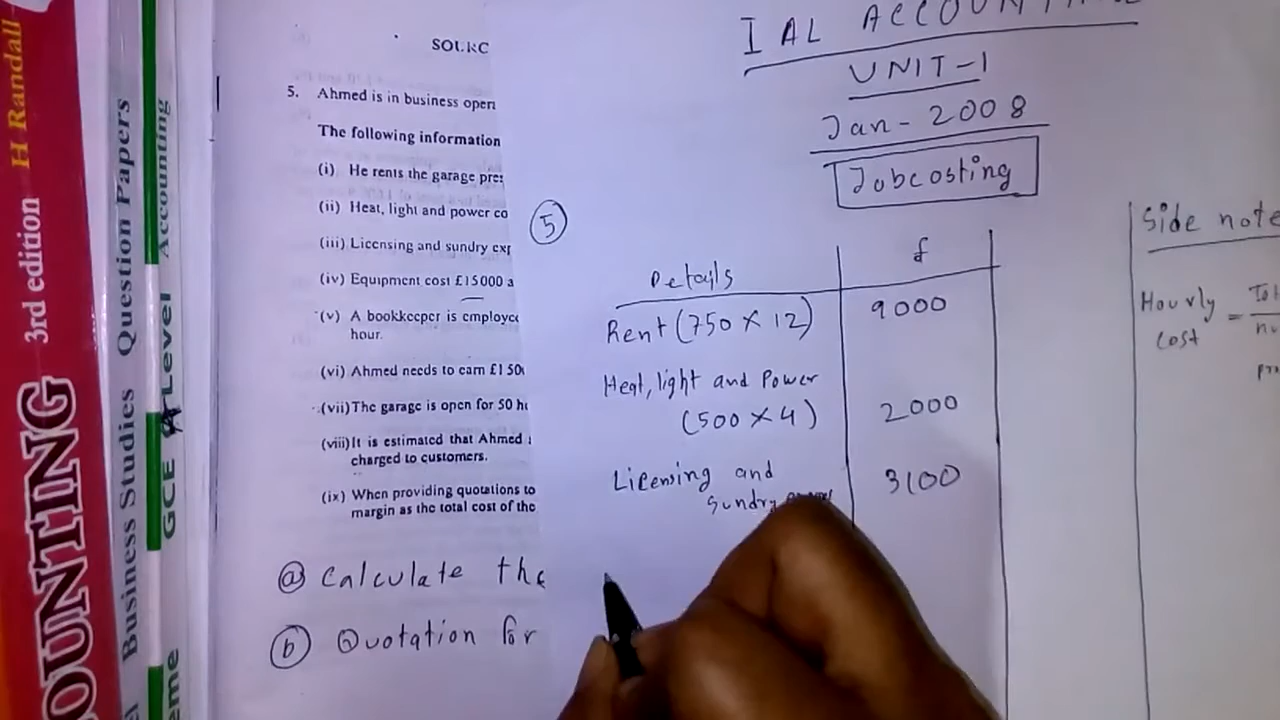 H Randall
3rd edition
OUNTING
Business Studies Question Papers
GCE A Level Accounting
eme
SOURC
5. Ahmed is in business open
The following information
(i) He rents the garage pre
(ii) Heat, light and power co
(iii) Licensing and sundry exp
(iv) Equipment cost £15000 a
(v) A bookkeeper is employe
hour.
(vi) Ahmed needs to earn £1 50
(vii) The garage is open for 50 h
(viii) It is estimated that Ahmed
charged to customers.
(ix) When providing quotations to
margin as the total cost of the
(a) Calculate the
(b) Quotation for
IAL
UNIT-1
Jan - 2008
Jobcosting
5
Details £
Rent (750 × 12) 9000
Heat, light and Power
(500 × 4) 2000
Licensing and 3100
Sundry
Side note
Hourly
cost =